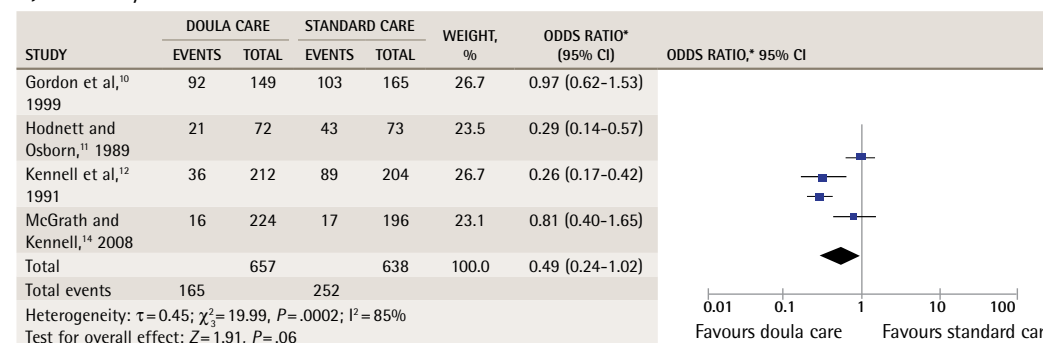 DOULA CARE STANDARD CARE WEIGHT, ODDS RATIO*
STUDY EVENTS TOTAL EVENTS TOTAL % (95% CI) ODDS RATIO,* 95% CI
Gordon et al,¹⁰ 92 149 103 165 26.7 0.97 (0.62-1.53)
1999
Hodnett and 21 72 43 73 23.5 0.29 (0.14-0.57)
Osborn,¹¹ 1989
Kennell et al,¹² 36 212 89 204 26.7 0.26 (0.17-0.42)
1991
McGrath and 16 224 17 196 23.1 0.81 (0.40-1.65)
Kennell,¹⁴ 2008
Total 657 638 100.0 0.49 (0.24-1.02)
Total events 165 252
Heterogeneity: τ=0.45; χ²₃=19.99, P=.0002; I²=85%
Test for overall effect: Z=1.91, P=.06
0.01 0.1 1 10 100
Favours doula care Favours standard car